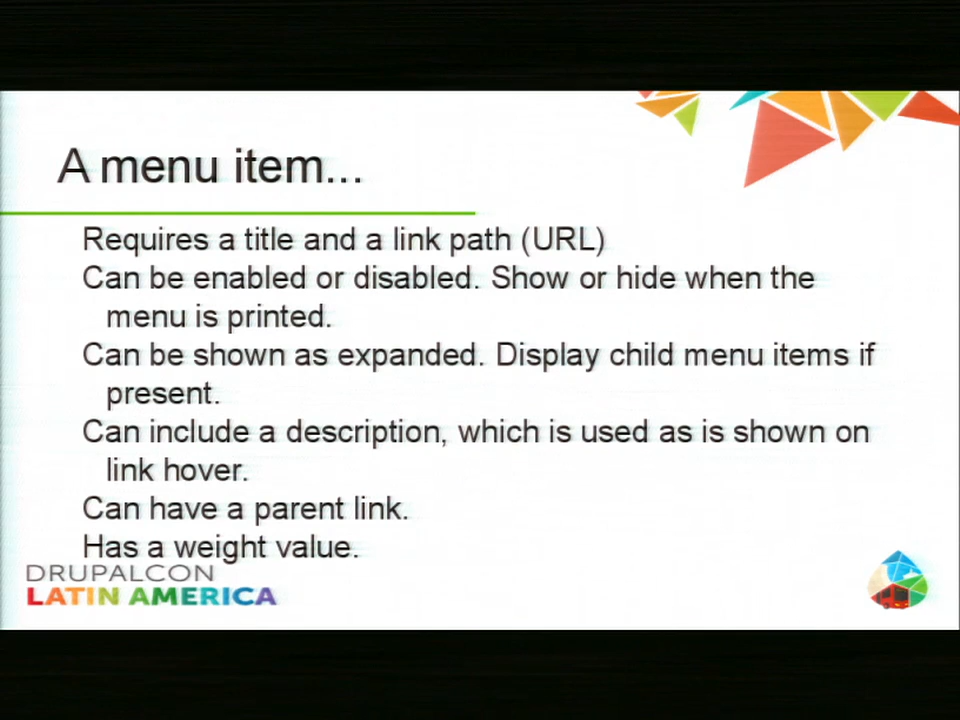 A menu item...
Requires a title and a link path (URL)
Can be enabled or disabled. Show or hide when the
menu is printed.
Can be shown as expanded. Display child menu items if
present.
Can include a description, which is used as is shown on
link hover.
Can have a parent link.
Has a weight value.
DRUPALCON
LATIN AMERICA